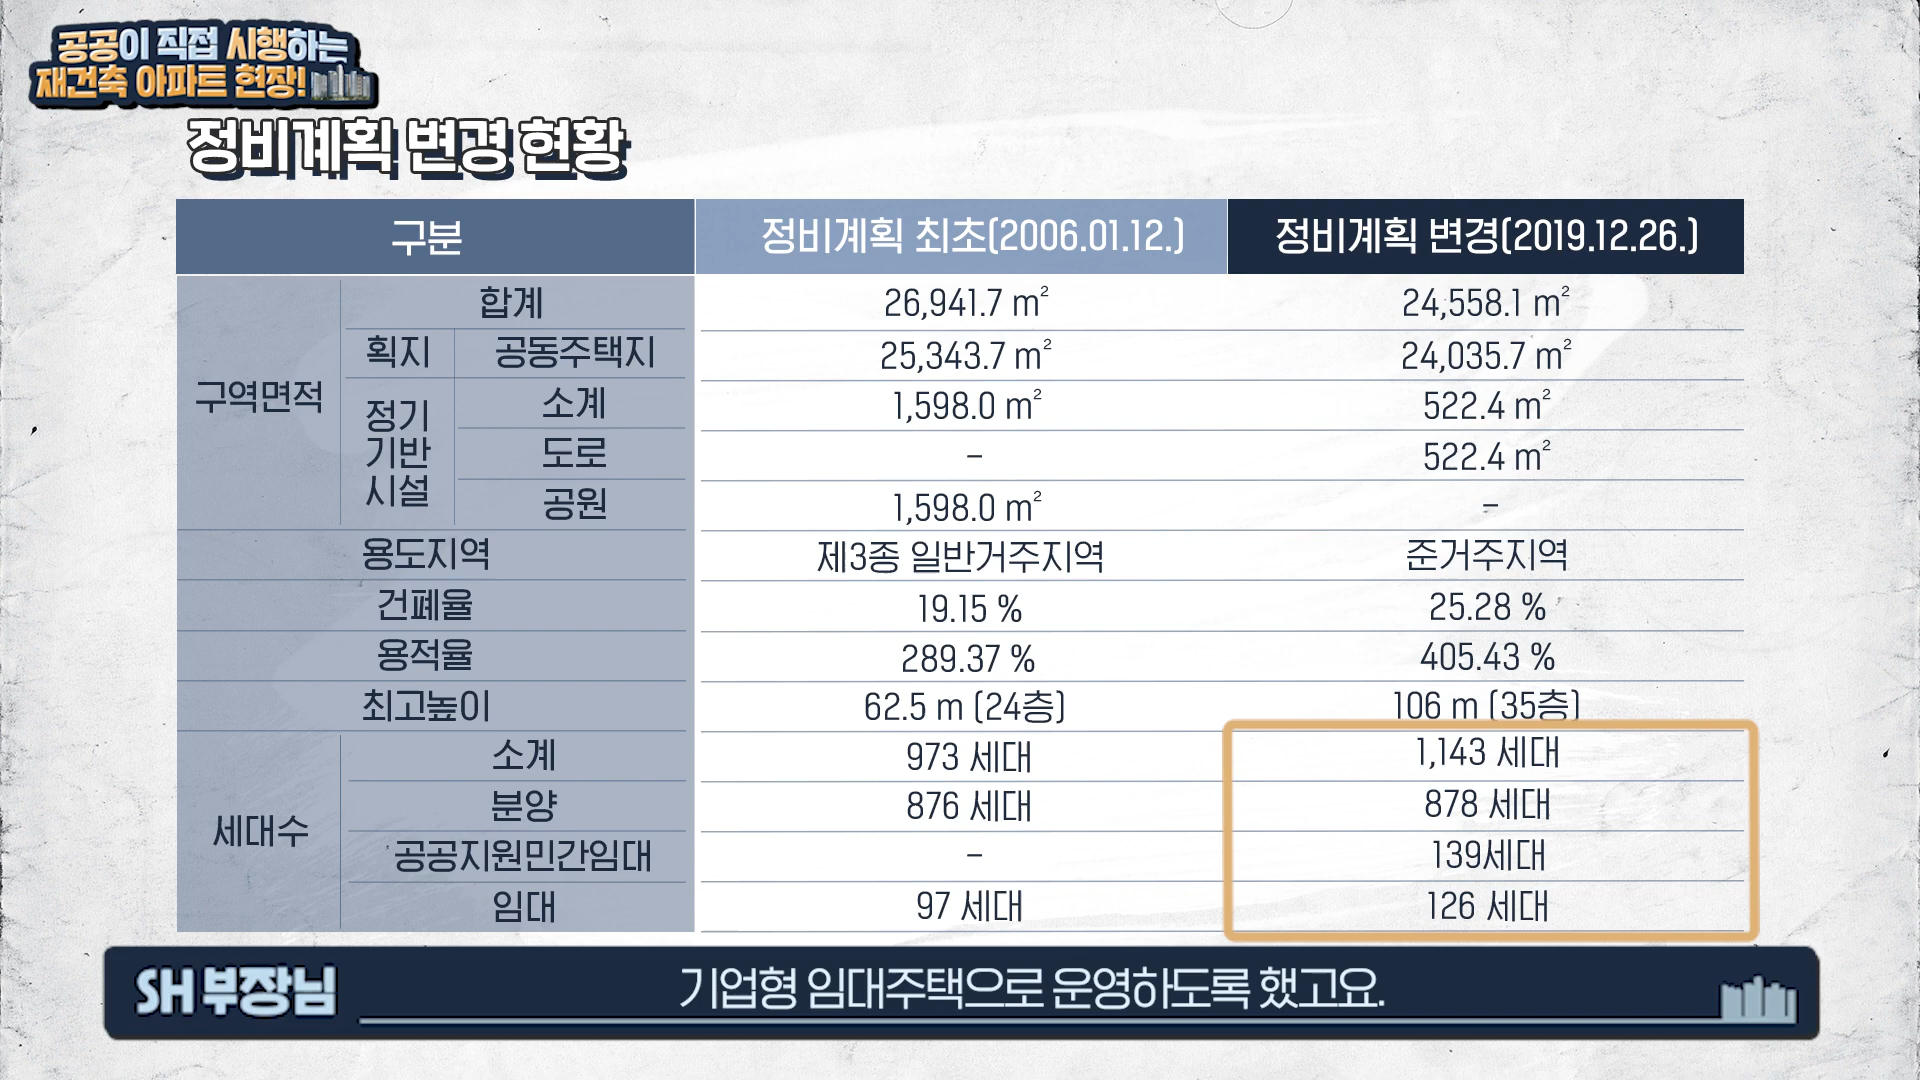 공공이 직접 시행하는
재건축 아파트 현장!
정비계획 변경 현황
구분 정비계획 최초(2006.01.12.) 정비계획 변경(2019.12.26.)
구역면적 합계 26,941.7 m² 24,558.1 m²
획지 공동주택지 25,343.7 m² 24,035.7 m²
정기 기반 시설 소계 1,598.0 m² 522.4 m²
도로 - 522.4 m²
공원 1,598.0 m² -
용도지역 제3종 일반거주지역 준거주지역
건폐율 19.15 % 25.28 %
용적율 289.37 % 405.43 %
최고높이 62.5 m (24층) 106 m (35층)
세대수 소계 973 세대 1,143 세대
분양 876 세대 878 세대
공공지원민간임대 - 139세대
임대 97 세대 126 세대
SH 부장님 기업형 임대주택으로 운영하도록 했고요.